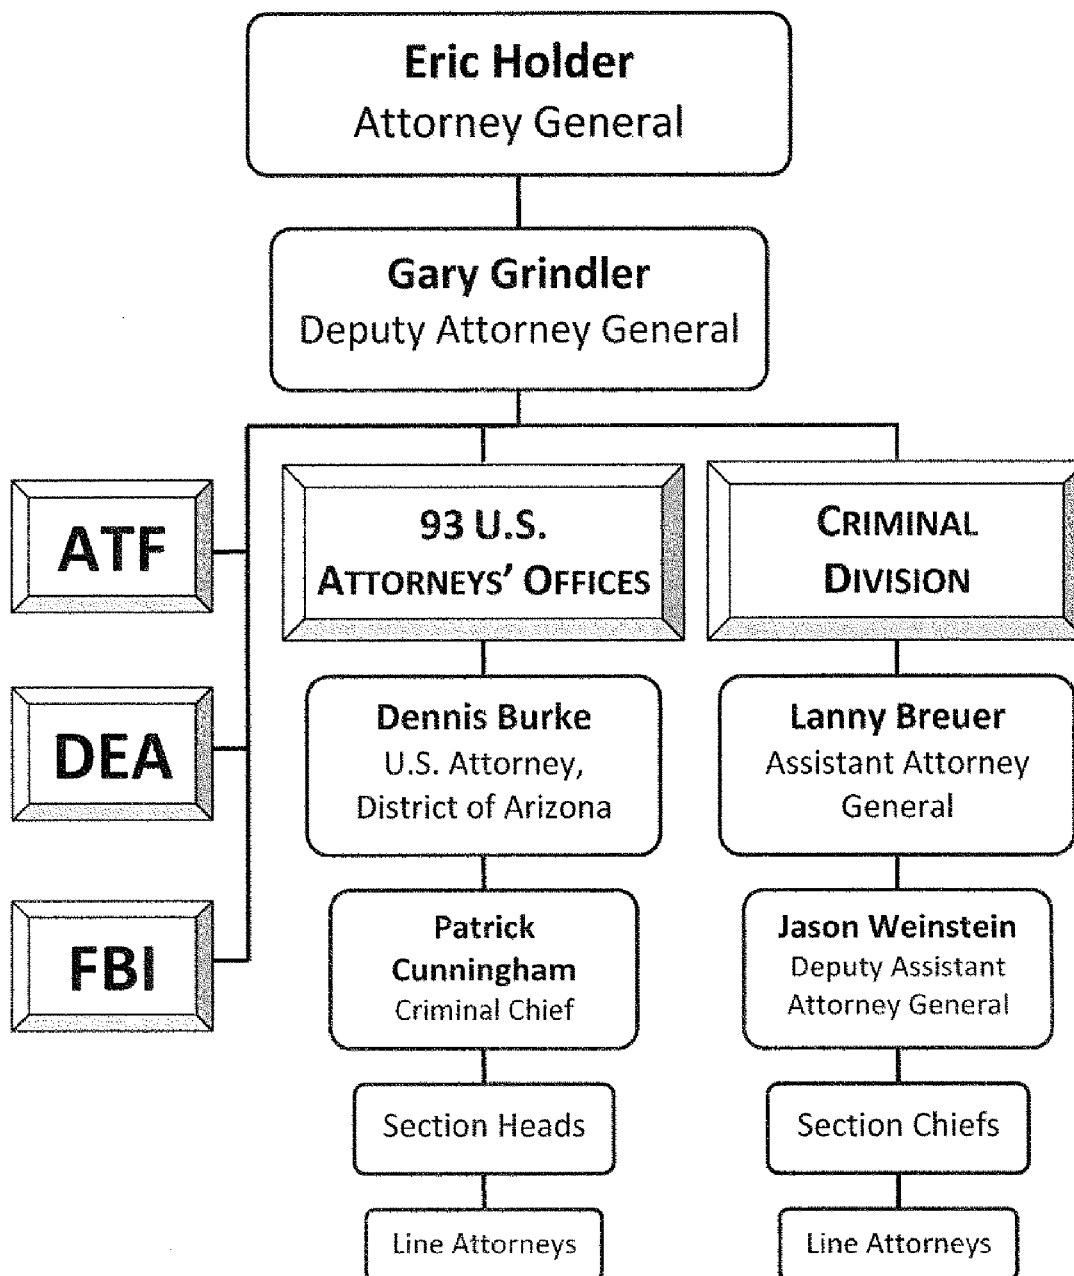 Eric Holder
Attorney General
Gary Grindler
Deputy Attorney General
ATF
DEA
FBI
93 U.S.
ATTORNEYS' OFFICES
Dennis Burke
U.S. Attorney,
District of Arizona
Patrick
Cunningham
Criminal Chief
Section Heads
Line Attorneys
CRIMINAL
DIVISION
Lanny Breuer
Assistant Attorney
General
Jason Weinstein
Deputy Assistant
Attorney General
Section Chiefs
Line Attorneys